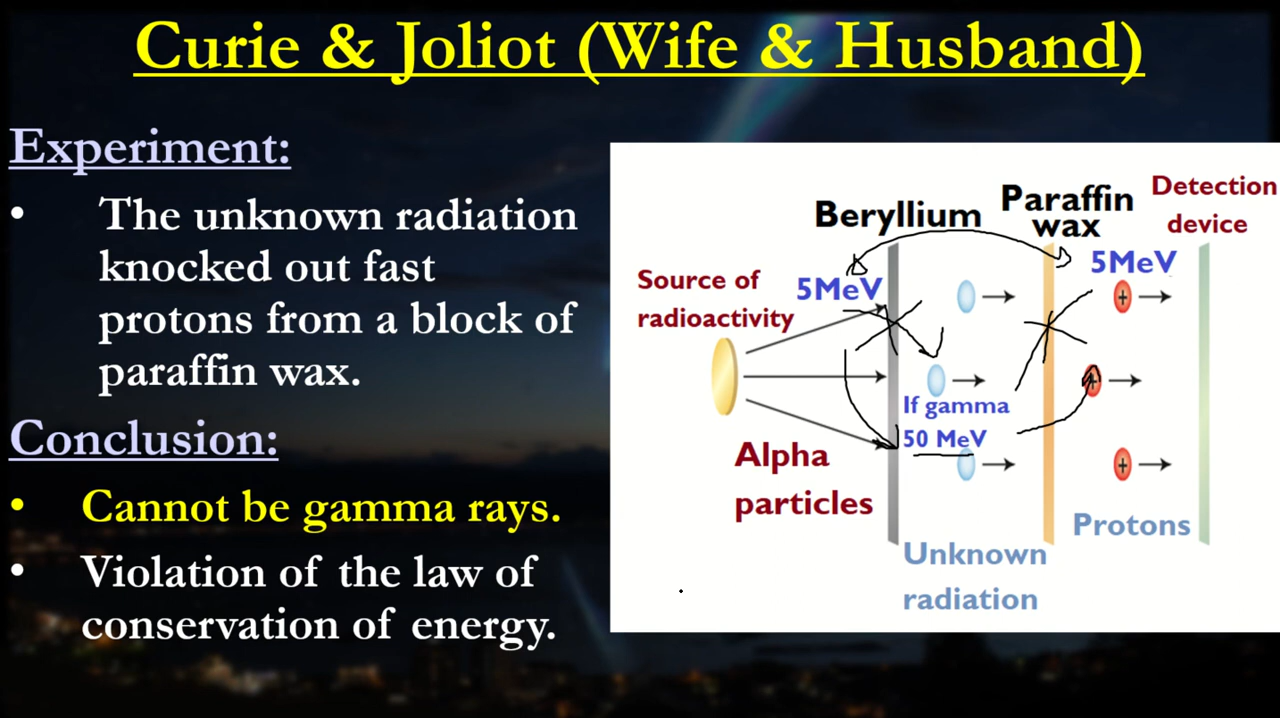 Curie & Joliot (Wife & Husband)
Experiment:
• The unknown radiation
knocked out fast
protons from a block of
paraffin wax.
Conclusion:
• Cannot be gamma rays.
• Violation of the law of
conservation of energy.
Source of
radioactivity
Beryllium
5MeV
Paraffin
wax
Detection
device
5MeV
If gamma
50 MeV
Alpha
particles
Unknown
radiation
Protons
+
+
+